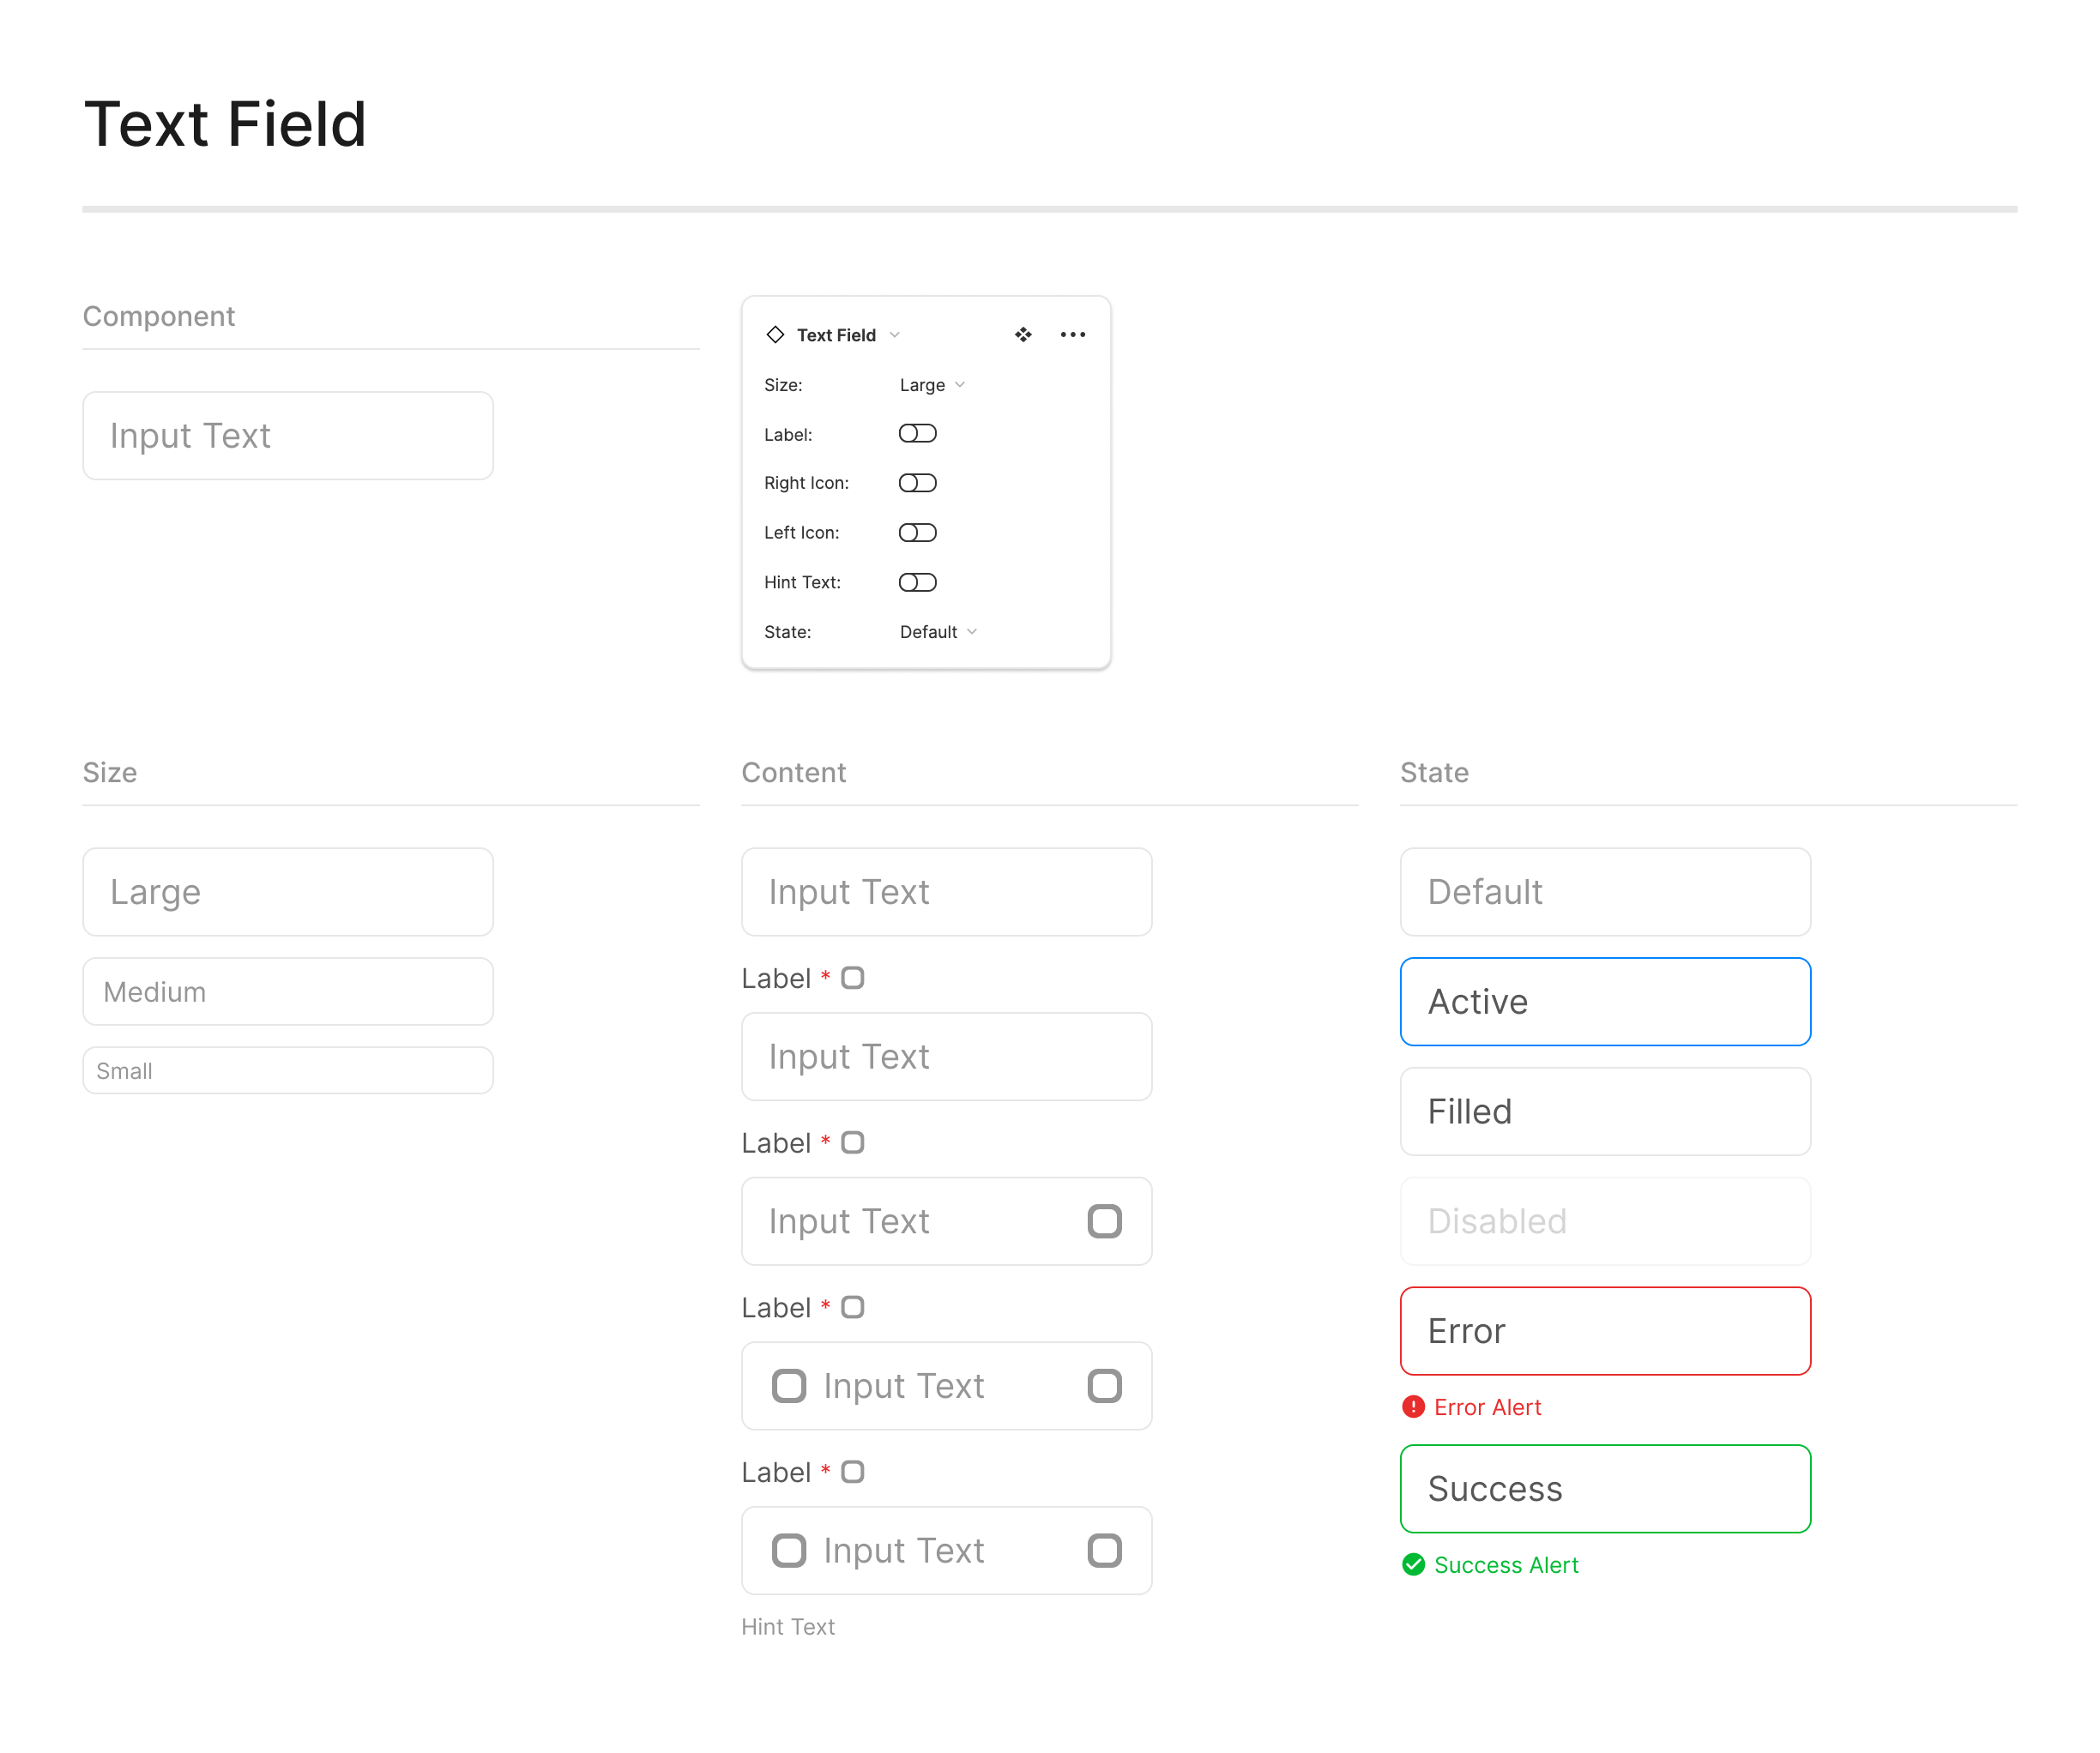 Text Field
Component
Input Text
Text Field
Size: Large
Label:
Right Icon:
Left Icon:
Hint Text:
State: Default
Size
Large
Medium
Small
Content
Input Text
Label *
Input Text
Label *
Input Text
Label *
Input Text
Label *
Input Text
Hint Text
State
Default
Active
Filled
Disabled
Error
Error Alert
Success
Success Alert